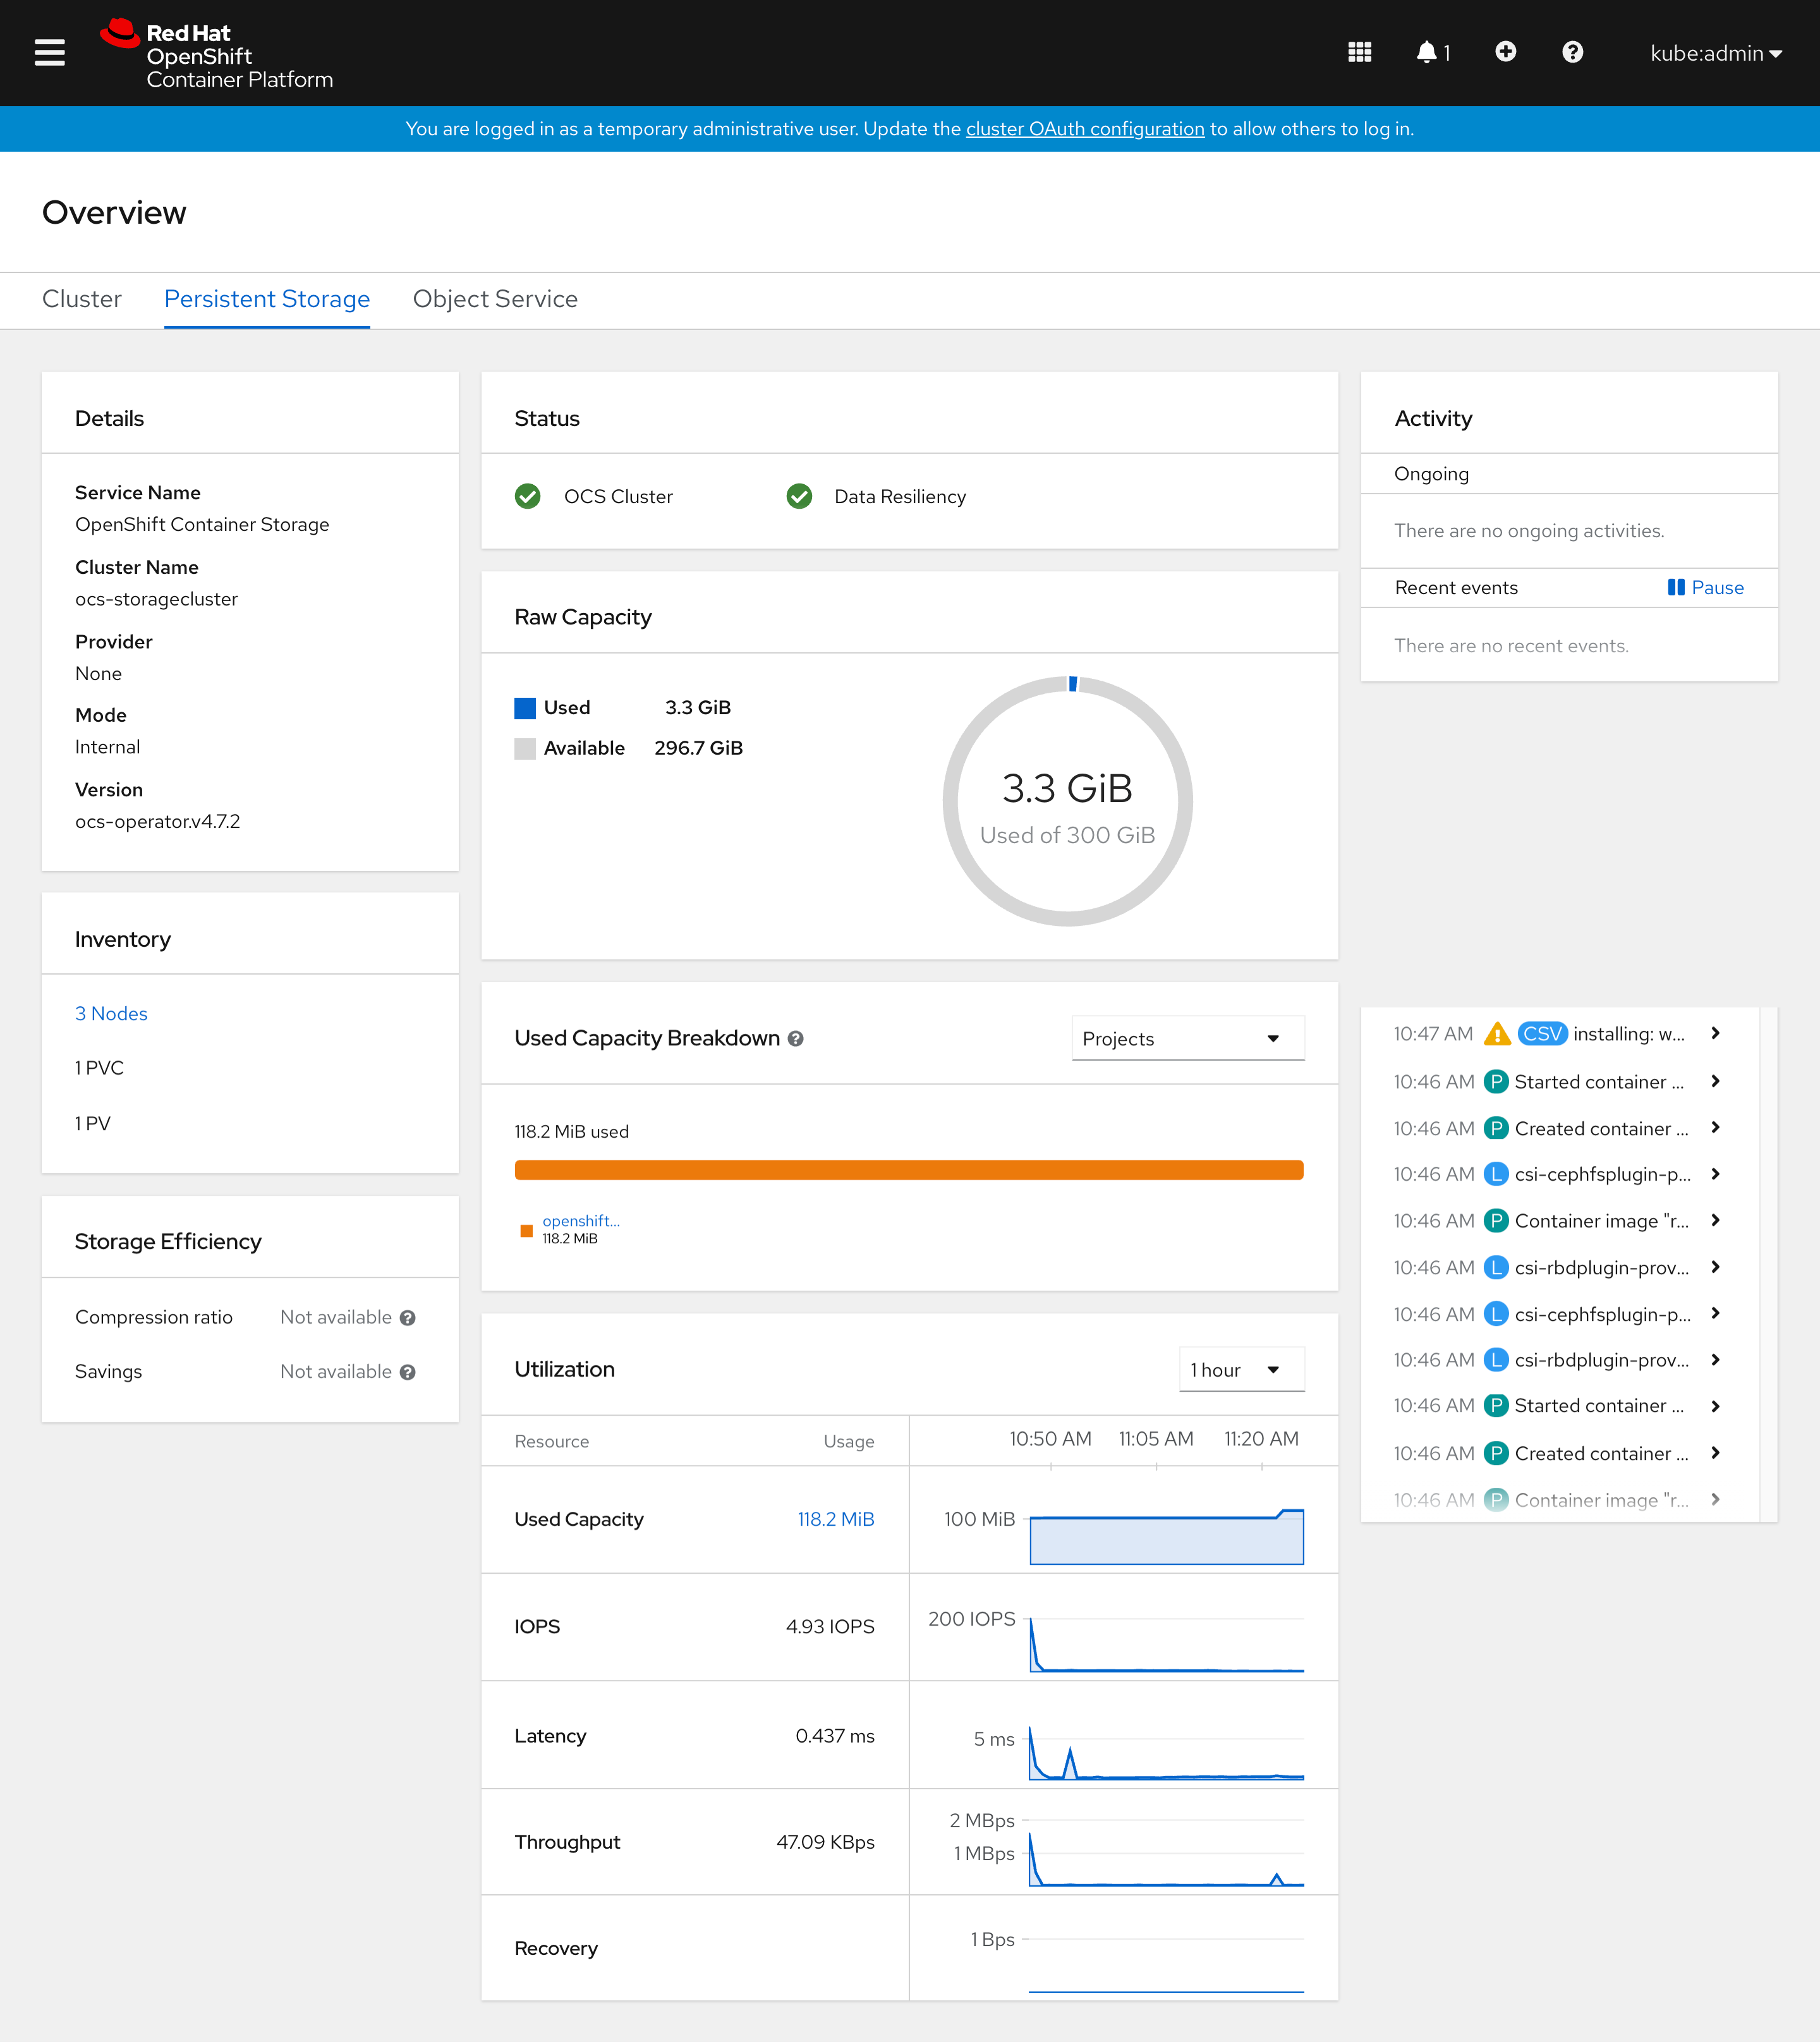 Red Hat
OpenShift
Container Platform
1
kube:admin
You are logged in as a temporary administrative user. Update the cluster OAuth configuration to allow others to log in.
Overview
Cluster
Persistent Storage
Object Service
Details
Service Name
OpenShift Container Storage
Cluster Name
ocs-storagecluster
Provider
None
Mode
Internal
Version
ocs-operator.v4.7.2
Inventory
3 Nodes
1 PVC
1 PV
Storage Efficiency
Compression ratio Not available
Savings Not available
Status
OCS Cluster
Data Resiliency
Raw Capacity
Used 3.3 GiB
Available 296.7 GiB
3.3 GiB
Used of 300 GiB
Used Capacity Breakdown
Projects
118.2 MiB used
openshift...
118.2 MiB
Utilization
1 hour
Resource Usage 10:50 AM 11:05 AM 11:20 AM
Used Capacity 118.2 MiB 100 MiB
IOPS 4.93 IOPS 200 IOPS
Latency 0.437 ms 5 ms
Throughput 47.09 KBps 2 MBps
1 MBps
Recovery 1 Bps
Activity
Ongoing
There are no ongoing activities.
Recent events Pause
There are no recent events.
10:47 AM CSV installing: w...
10:46 AM P Started container ...
10:46 AM P Created container ...
10:46 AM L csi-cephfsplugin-p...
10:46 AM P Container image "r...
10:46 AM L csi-rbdplugin-prov...
10:46 AM L csi-cephfsplugin-p...
10:46 AM L csi-rbdplugin-prov...
10:46 AM P Started container ...
10:46 AM P Created container ...
10:46 AM P Container image "r...